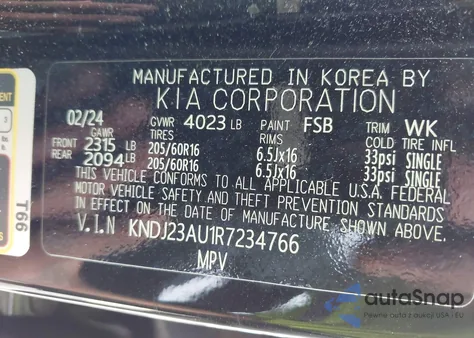 MANUFACTURED IN KOREA BY
KIA CORPORATION
02/24 GVWR 4023 LB PAINT FSB TRIM WK
GAWR TIRES RIMS COLD TIRE INFL
FRONT 2315 LB 205/60R16 6.5Jx16 33psi SINGLE
REAR 2094 LB 205/60R16 6.5Jx16 33psi SINGLE
THIS VEHICLE CONFORMS TO ALL APPLICABLE U.S.A. FEDERAL
MOTOR VEHICLE SAFETY AND THEFT PREVENTION STANDARDS
IN EFFECT ON THE DATE OF MANUFACTURE SHOWN ABOVE.
V.I.N KNDJ23AU1R7234766
MPV
T66
autoSnap